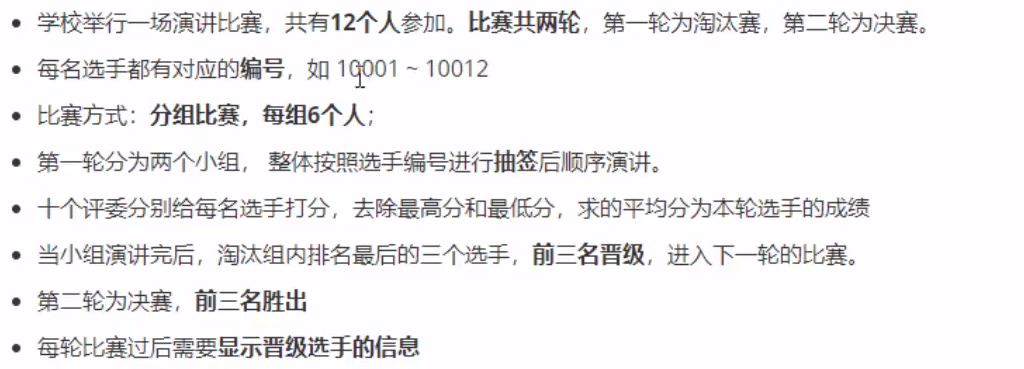 学校举行一场演讲比赛，共有12个人参加。比赛共两轮，第一轮为淘汰赛，第二轮为决赛。
每名选手都有对应的编号，如 10001 ~ 10012
比赛方式：分组比赛，每组6个人；
第一轮分为两个小组， 整体按照选手编号进行抽签后顺序演讲。
十个评委分别给每名选手打分，去除最高分和最低分，求的平均分为本轮选手的成绩
当小组演讲完后，淘汰组内排名最后的三个选手，前三名晋级，进入下一轮的比赛。
第二轮为决赛，前三名胜出
每轮比赛过后需要显示晋级选手的信息